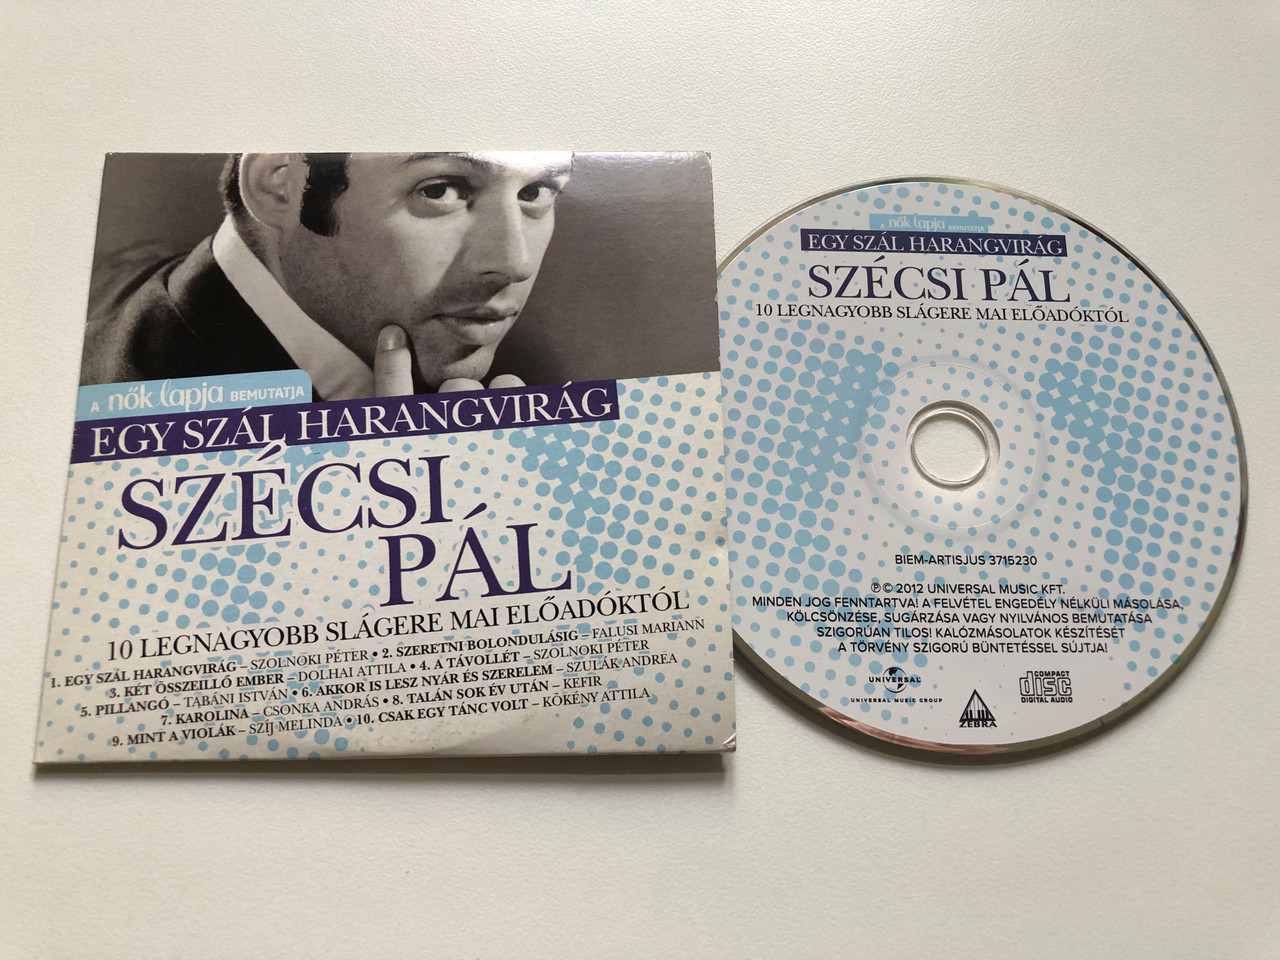 A nők lapja BEMUTATJA
EGY SZÁL HARANGVIRÁG
SZÉCSI
PÁL
10 LEGNAGYOBB SLÁGERE MAI ELŐADÓKTÓL
1. EGY SZÁL HARANGVIRÁG – SZOLNOKI PÉTER • 2. SZERETNI BOLONDULÁSIG – FALUSI MARIANN
3. KÉT ÖSSZEILLŐ EMBER – DOLHAI ATTILA • 4. A TÁVOLLÉT – SZOLNOKI PÉTER
5. PILLANGÓ – TABÁNI ISTVÁN • 6. AKKOR IS LESZ NYÁR ÉS SZERELEM – SZULÁK ANDREA
7. KAROLINA – CSONKA ANDRÁS • 8. TALÁN SOK ÉV UTÁN – KEFIR
9. MINT A VIOLÁK – SZÍJ MELINDA • 10. CSAK EGY TÁNC VOLT – KÖKÉNY ATTILA
A nők lapja BEMUTATJA
EGY SZÁL HARANGVIRÁG
SZÉCSI PÁL
10 LEGNAGYOBB SLÁGERE MAI ELŐADÓKTÓL
BIEM-ARTISJUS 3715230
℗© 2012 UNIVERSAL MUSIC KFT.
MINDEN JOG FENNTARTVA! A FELVÉTEL ENGEDÉLY NÉLKÜLI MÁSOLÁSA,
KÖLCSÖNZÉSE, SUGÁRZÁSA VAGY NYILVÁNOS BEMUTATÁSA
SZIGORÚAN TILOS! KALÓZMÁSOLATOK KÉSZÍTÉSÉT
A TÖRVÉNY SZIGORÚ BÜNTETÉSSEL SÚJTJA!
UNIVERSAL
UNIVERSAL MUSIC GROUP
ZEBRA
COMPACT
disc
DIGITAL AUDIO